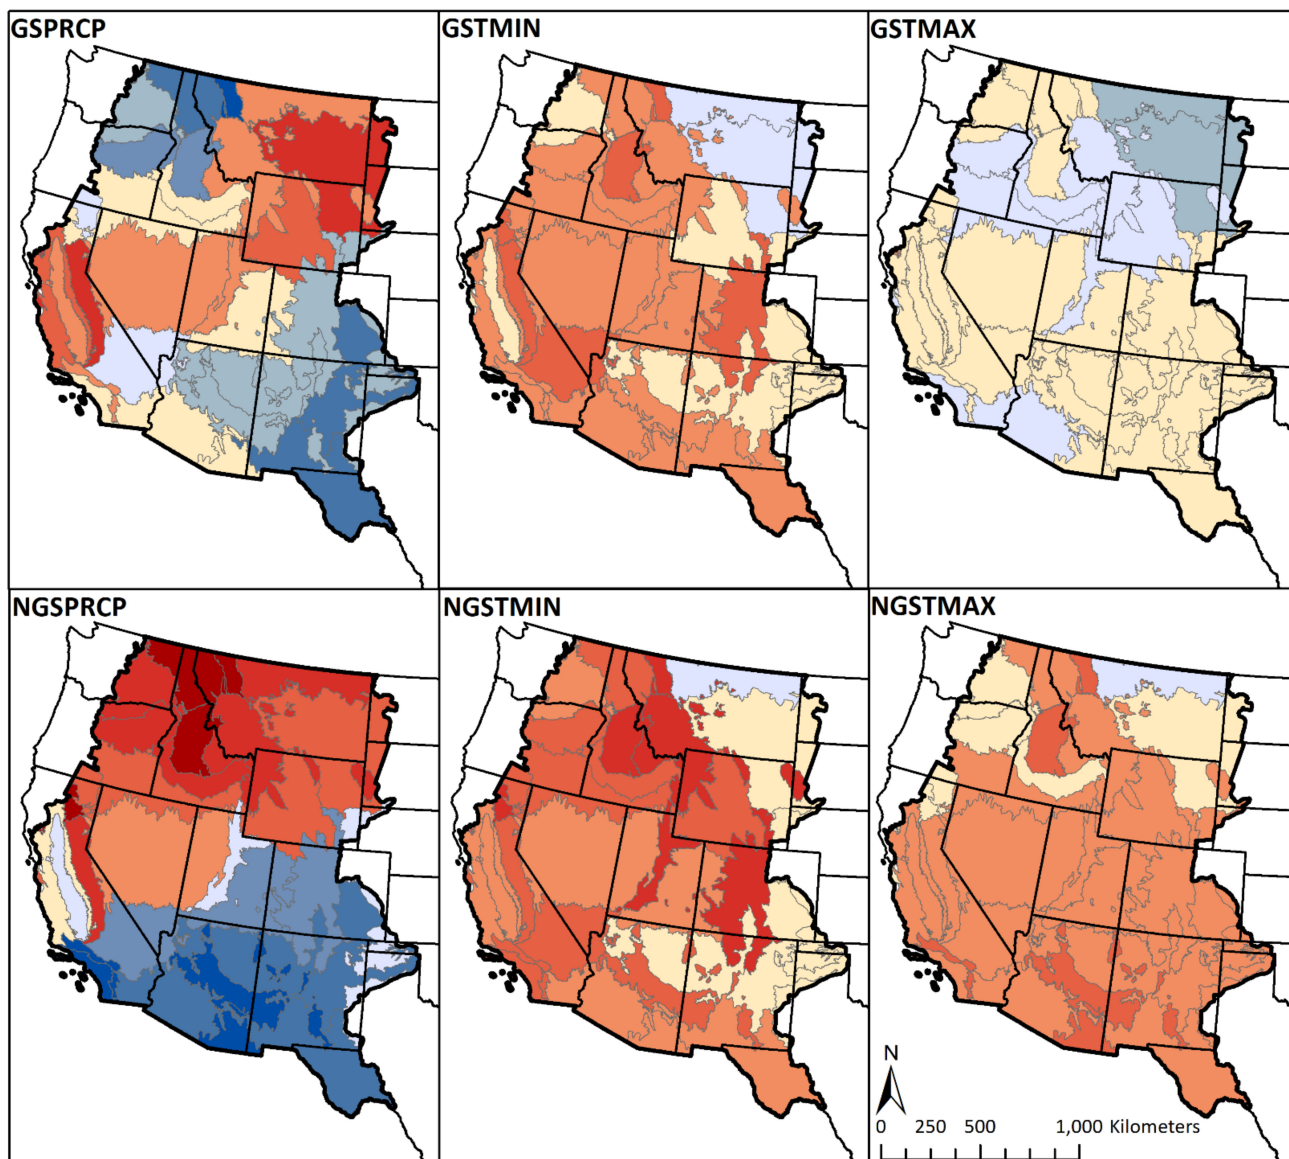 GSPRCP
GSTMIN
GSTMAX
NGSPRCP
NGSTMIN
NGSTMAX
N
0 250 500 1,000 Kilometers